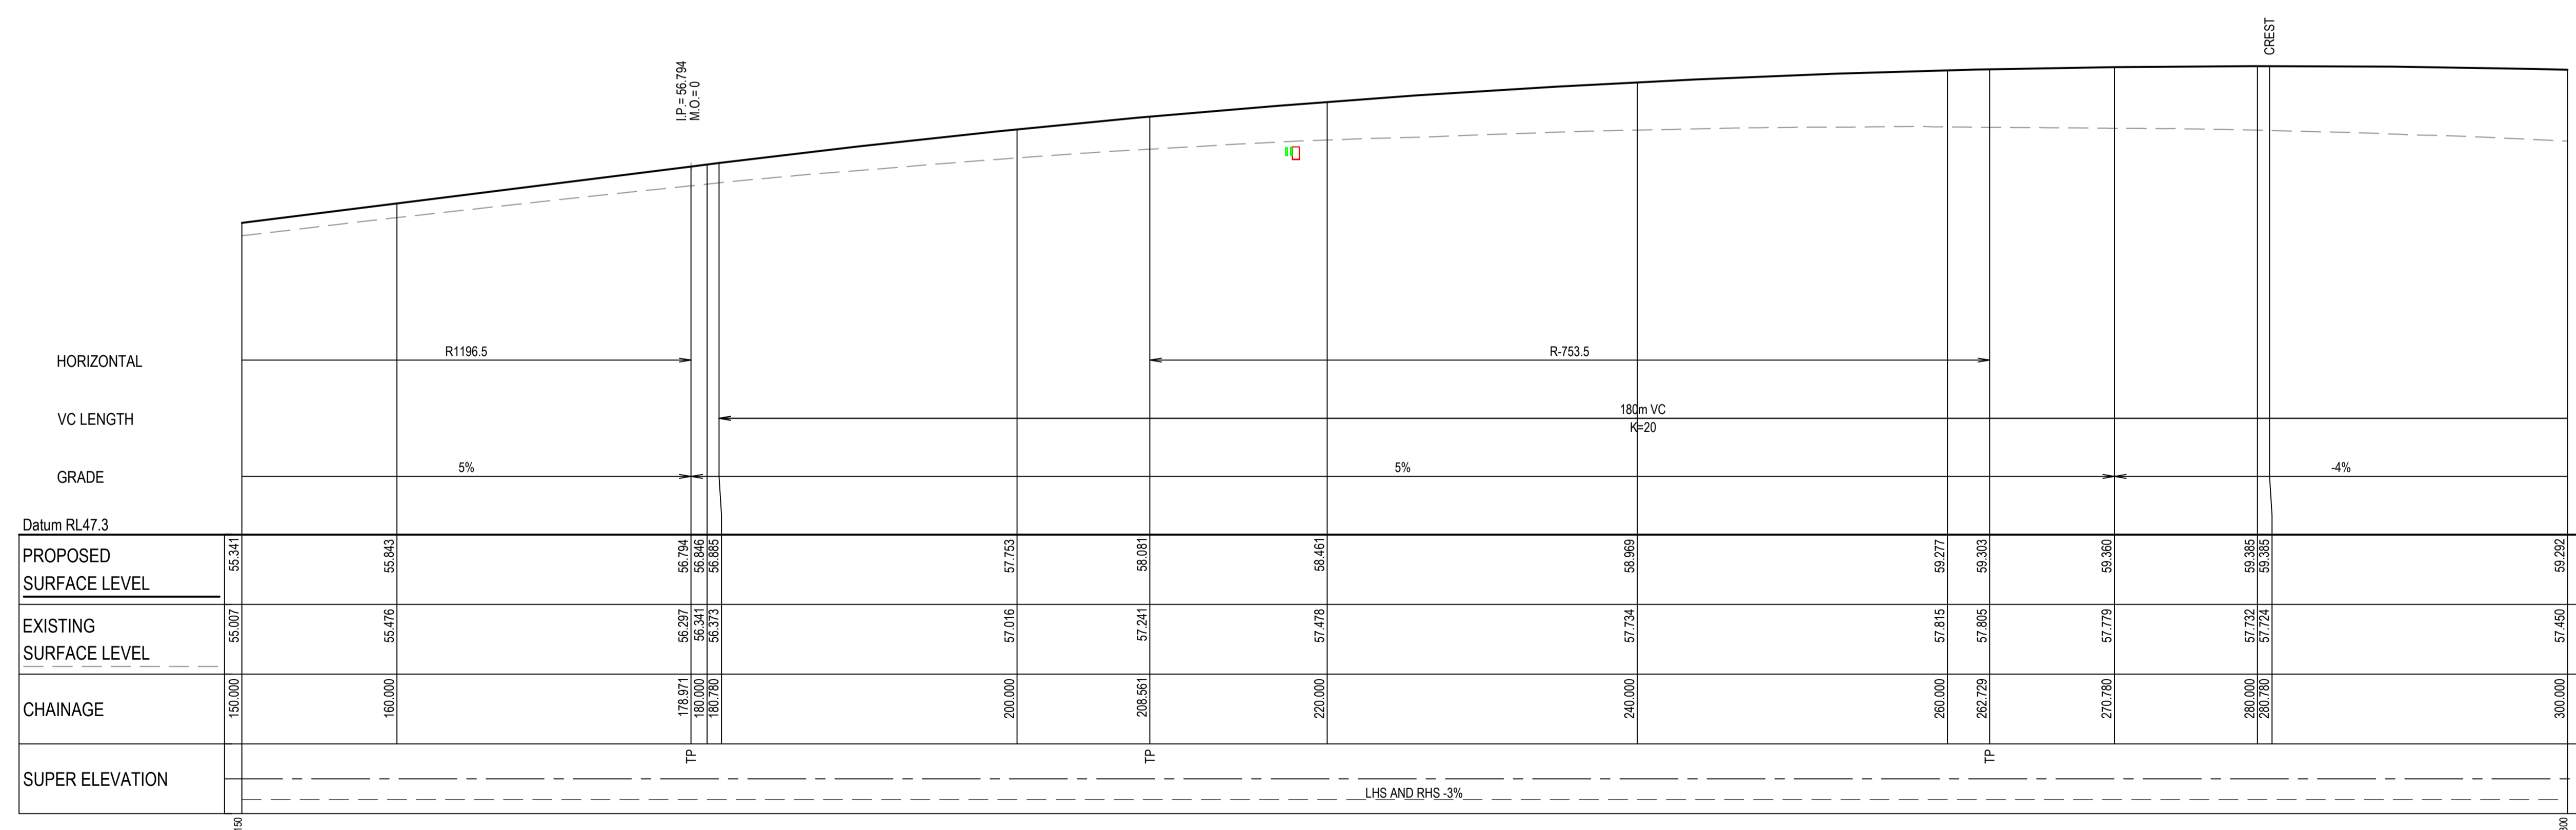 CREST
I.P.= 56.794
M.O.= 0
HORIZONTAL
R1196.5
R-753.5
VC LENGTH
180m VC
K=20
GRADE
5%
5%
-4%
Datum RL47.3
PROPOSED
SURFACE LEVEL
55.341
55.843
56.794
56.846
56.885
57.753
58.081
58.461
58.969
59.277
59.303
59.360
59.385
59.385
59.292
EXISTING
SURFACE LEVEL
55.007
55.476
56.297
56.341
56.373
57.016
57.241
57.478
57.734
57.815
57.805
57.779
57.732
57.724
57.450
CHAINAGE
150.000
160.000
178.971
180.000
180.780
200.000
208.561
220.000
240.000
260.000
262.729
270.780
280.000
280.780
300.000
SUPER ELEVATION
TP
TP
TP
LHS AND RHS -3%
150
300